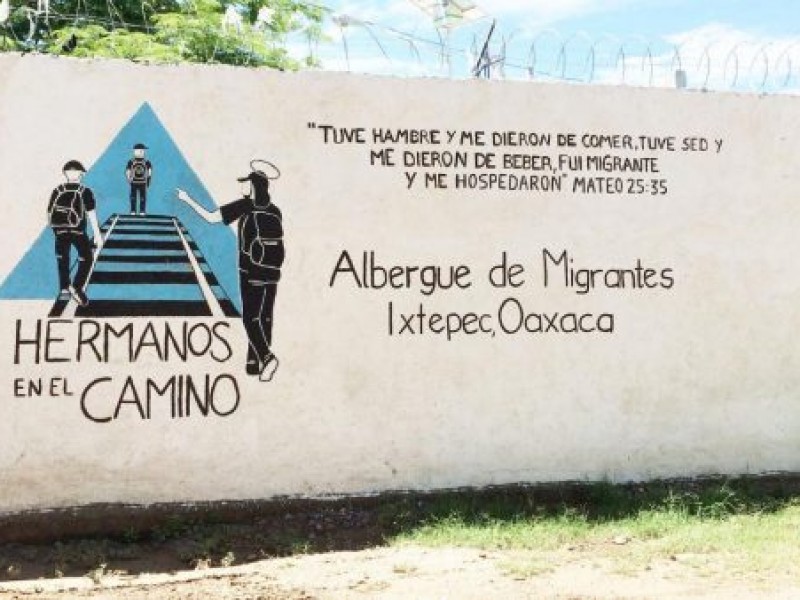 "TUVE HAMBRE Y ME DIERON DE COMER, TUVE SED Y
ME DIERON DE BEBER, FUI MIGRANTE
Y ME HOSPEDARON" MATEO 25:35
Albergue de Migrantes
Ixtepec, Oaxaca
HERMANOS
EN EL CAMINO